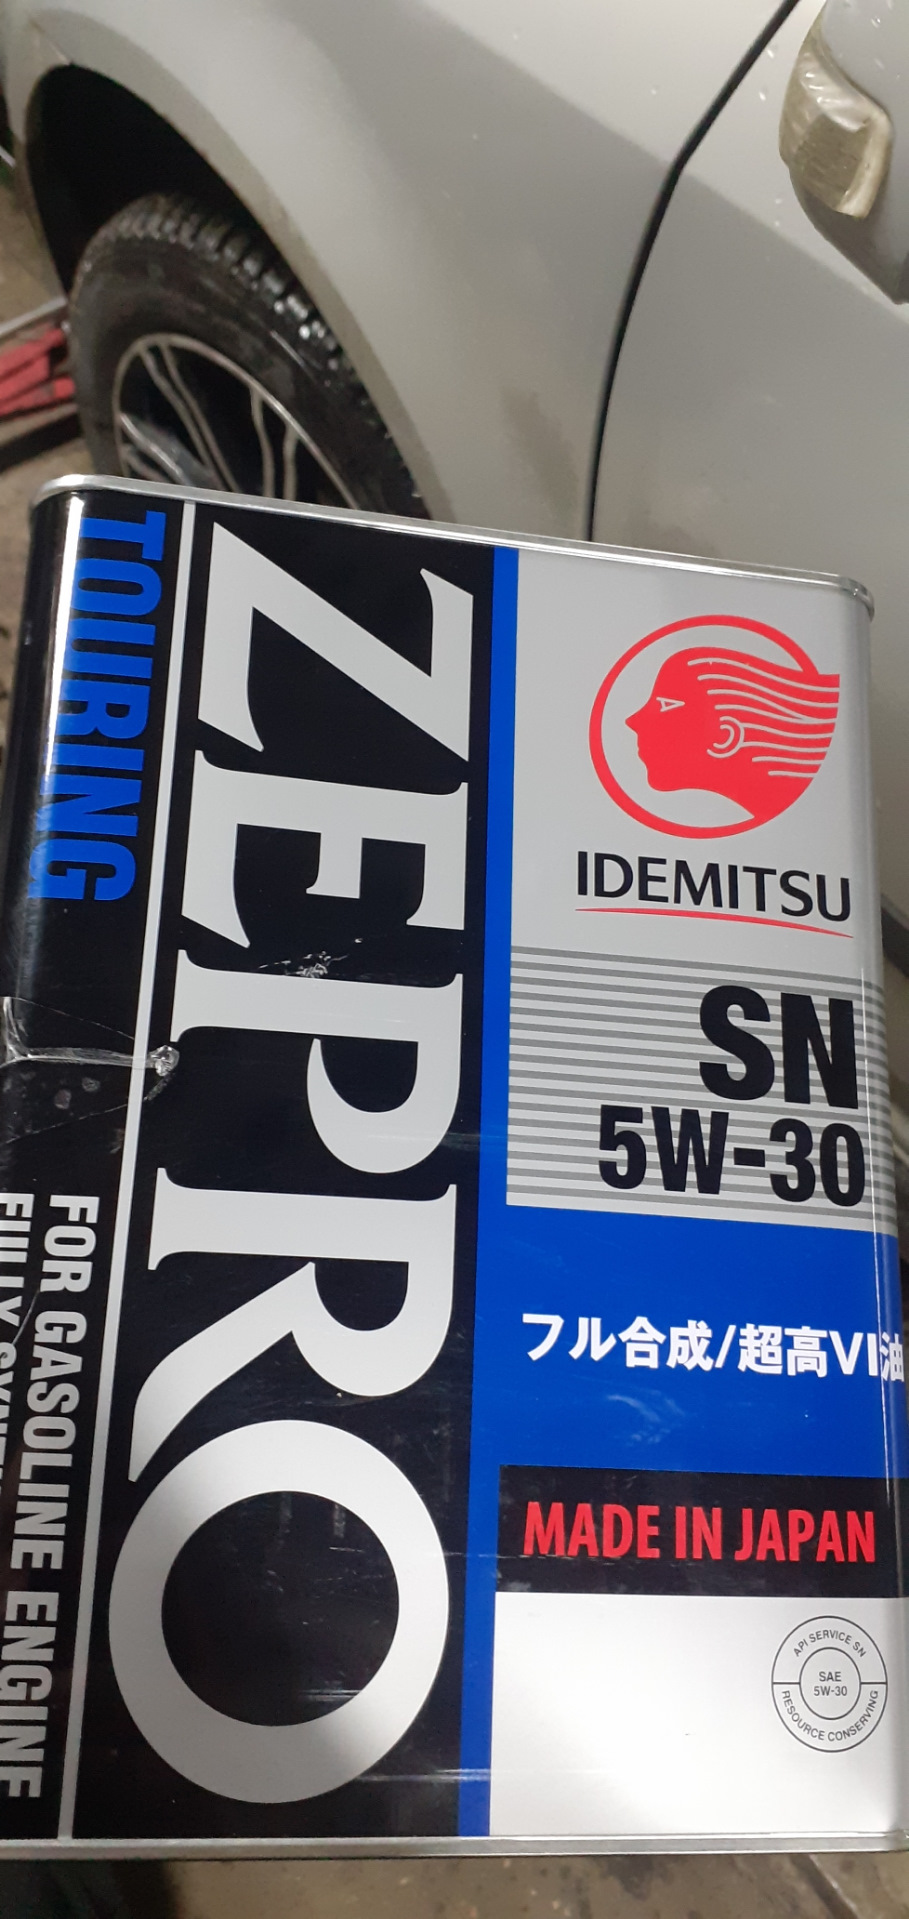 TOURING
ZEPRO
FOR GASOLINE ENGINE
FULLY
IDEMITSU
SN
5W-30
フル合成/超高VI油
MADE IN JAPAN
API SERVICE SN
SAE
5W-30
RESOURCE CONSERVING